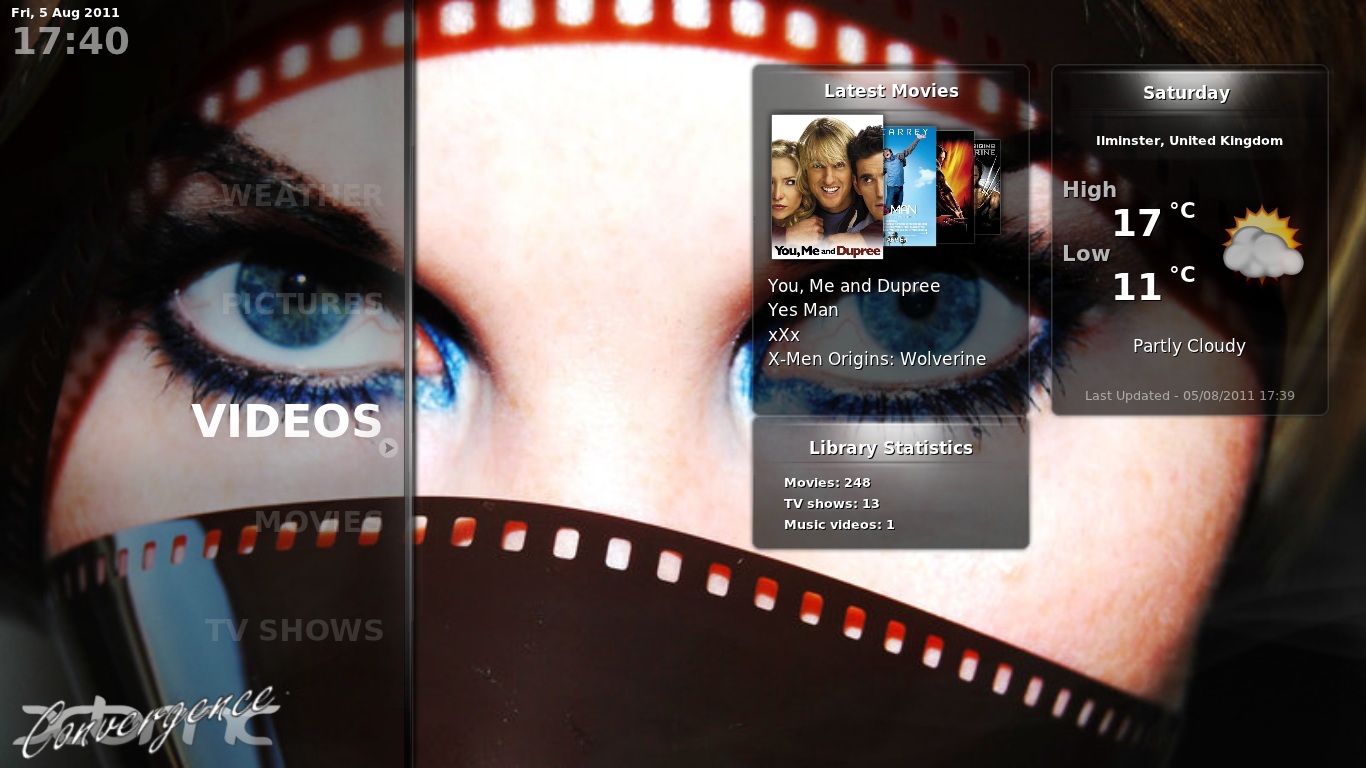 Fri, 5 Aug 2011
17:40
WEATHER
PICTURES
VIDEOS
MOVIES
TV SHOWS
Convergence
Latest Movies
You, Me and Dupree
CARREY
MAN
You, Me and Dupree
Yes Man
xXx
X-Men Origins: Wolverine
Library Statistics
Movies: 248
TV shows: 13
Music videos: 1
Saturday
Ilminster, United Kingdom
High
17 °C
Low
11 °C
Partly Cloudy
Last Updated - 05/08/2011 17:39